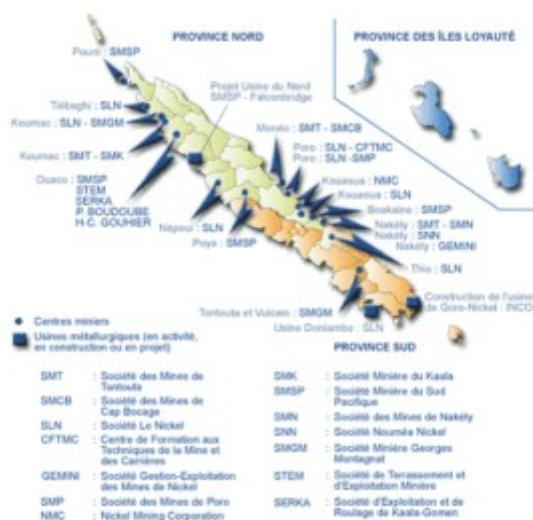 PROVINCE NORD
PROVINCE DES ÎLES LOYAUTÉ
Poum : SMSP
Projet Usine du Nord
SMSP - Falconbridge
Tiébaghi : SLN
Koumac : SLN - SMGM
Monéo : SMT - SMCB
Poro : SLN - CFTMC
Poro : SLN - SMP
Koumac : SMT - SMK
Kouaoua : NMC
Kouaoua : SLN
Ouaco : SMSP
STEM
SERKA
P. BOUDOUBE
H-C. GOUHIER
Boakaine : SMSP
Nakéty : SMT - SMN
Nakéty : SNN
Nakéty : GEMINI
Népoui : SLN
Poya : SMSP
Thio : SLN
Tontouta et Vulcain : SMGM
Construction de l'usine
de Goro-Nickel : INCO
Usine Doniambo : SLN
Centres miniers
Usines métallurgiques (en activité,
en construction ou en projet)
PROVINCE SUD
SMT : Société des Mines de
Tontouta
SMCB : Société des Mines de
Cap Bocage
SLN : Société Le Nickel
CFTMC : Centre de Formation aux
Techniques de la Mine et
des Carrières
GEMINI : Société Gestion-Exploitation
des Mines de Nickel
SMP : Société des Mines de Poro
NMC : Nickel Mining Corporation
SMK : Société Minière du Kaala
SMSP : Société Minière du Sud
Pacifique
SMN : Société des Mines de Nakéty
SNN : Société Nouméa Nickel
SMGM : Société Minière Georges
Montagnat
STEM : Société de Terrassement et
d'Exploitation Minière
SERKA : Société d'Exploitation et de
Roulage de Kaala-Gomen